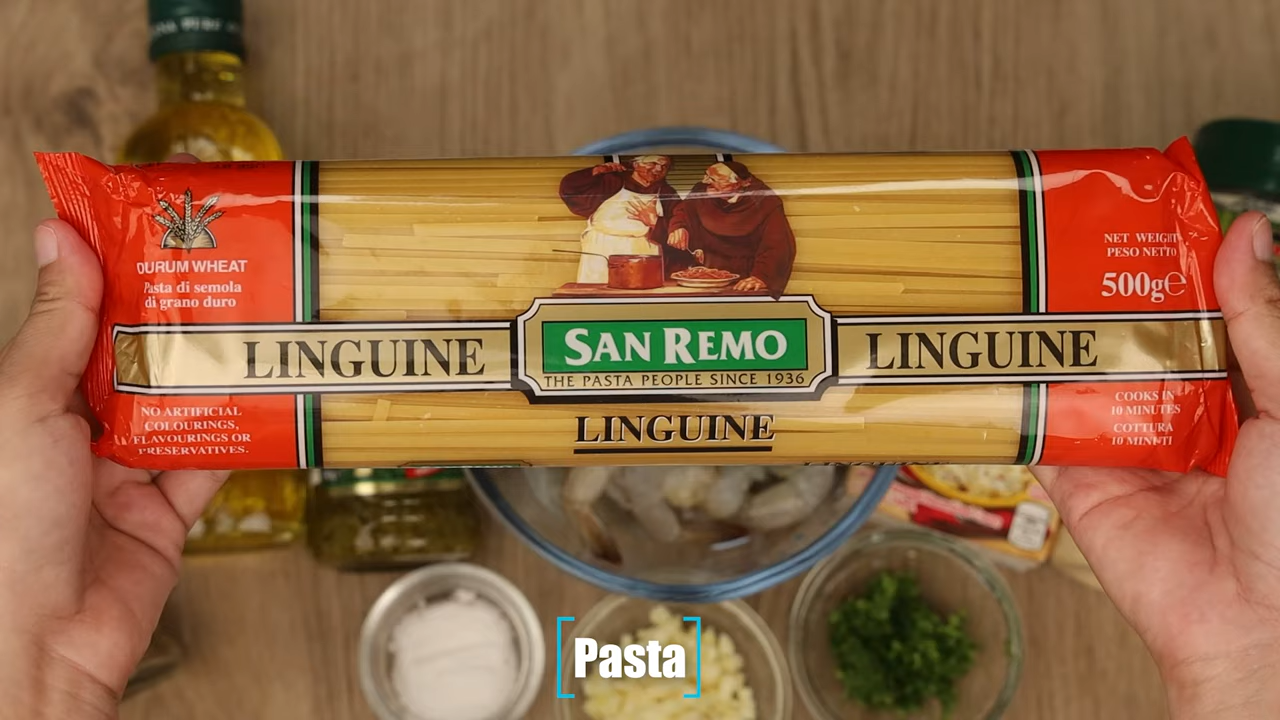 DURUM WHEAT
Pasta di semola
di grano duro
NET WEIGHT
PESO NETTO
500g℮
LINGUINE
SAN REMO
THE PASTA PEOPLE SINCE 1936
LINGUINE
LINGUINE
NO ARTIFICIAL
COLOURINGS,
FLAVOURINGS OR
PRESERVATIVES.
COOKS IN
10 MINUTES
COTTURA
10 MINUTI
Pasta